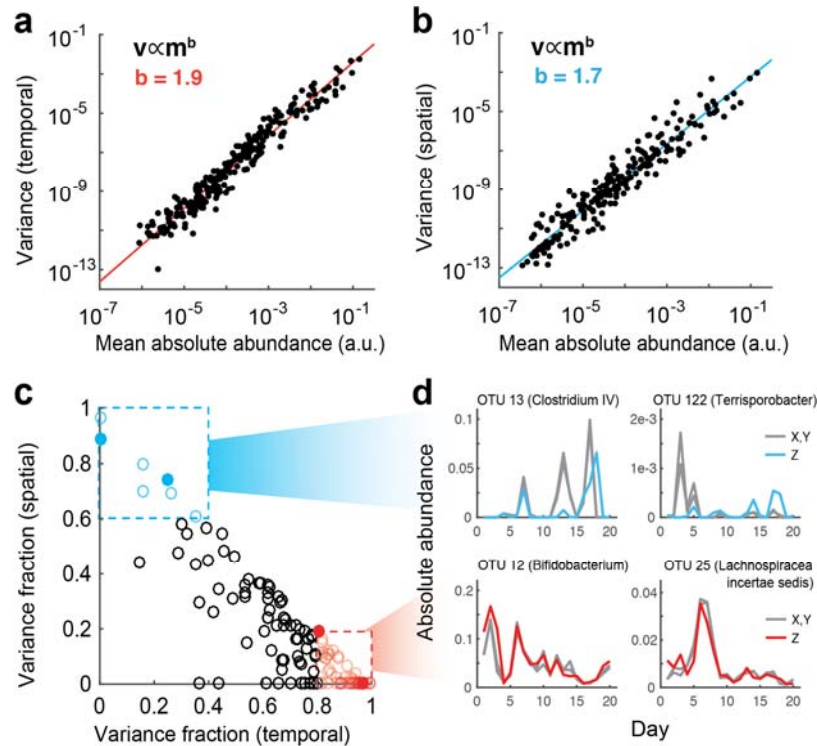 a
v∝m^b
b = 1.9
Variance (temporal)
10^-1
10^-5
10^-9
10^-13
10^-7 10^-5 10^-3 10^-1
Mean absolute abundance (a.u.)
b
v∝m^b
b = 1.7
Variance (spatial)
10^-1
10^-5
10^-9
10^-13
10^-7 10^-5 10^-3 10^-1
Mean absolute abundance (a.u.)
c
Variance fraction (spatial)
1
0.8
0.6
0.4
0.2
0
0 0.2 0.4 0.6 0.8 1
Variance fraction (temporal)
d
Absolute abundance
OTU 13 (Clostridium IV)
0.1
0.05
0
0 5 10 15 20
OTU 122 (Terrisporobacter)
2e-3
1e-3
0
0 5 10 15 20
X,Y
Z
OTU 12 (Bifidobacterium)
0.2
0.1
0
0 5 10 15 20
OTU 25 (Lachnospiracea
incertae sedis)
0.04
0.02
0
0 5 10 15 20
X,Y
Z
Day